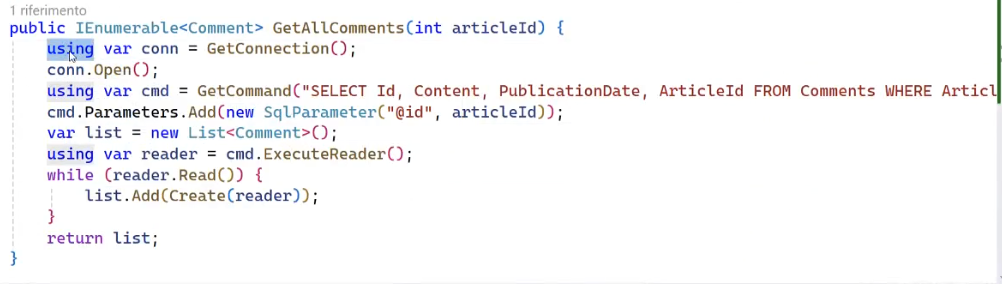 1 riferimento
public IEnumerable<Comment> GetAllComments(int articleId) {
using var conn = GetConnection();
conn.Open();
using var cmd = GetCommand("SELECT Id, Content, PublicationDate, ArticleId FROM Comments WHERE Articl
cmd.Parameters.Add(new SqlParameter("@id", articleId));
var list = new List<Comment>();
using var reader = cmd.ExecuteReader();
while (reader.Read()) {
list.Add(Create(reader));
}
return list;
}